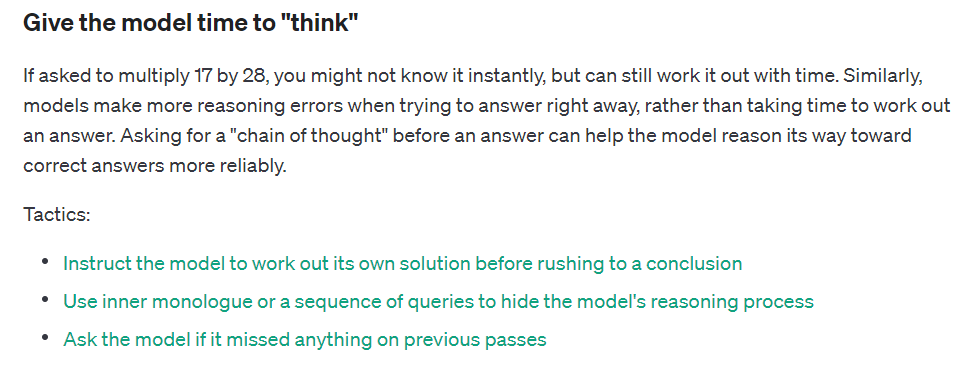 Give the model time to "think"
If asked to multiply 17 by 28, you might not know it instantly, but can still work it out with time. Similarly,
models make more reasoning errors when trying to answer right away, rather than taking time to work out
an answer. Asking for a "chain of thought" before an answer can help the model reason its way toward
correct answers more reliably.
Tactics:
• Instruct the model to work out its own solution before rushing to a conclusion
• Use inner monologue or a sequence of queries to hide the model's reasoning process
• Ask the model if it missed anything on previous passes